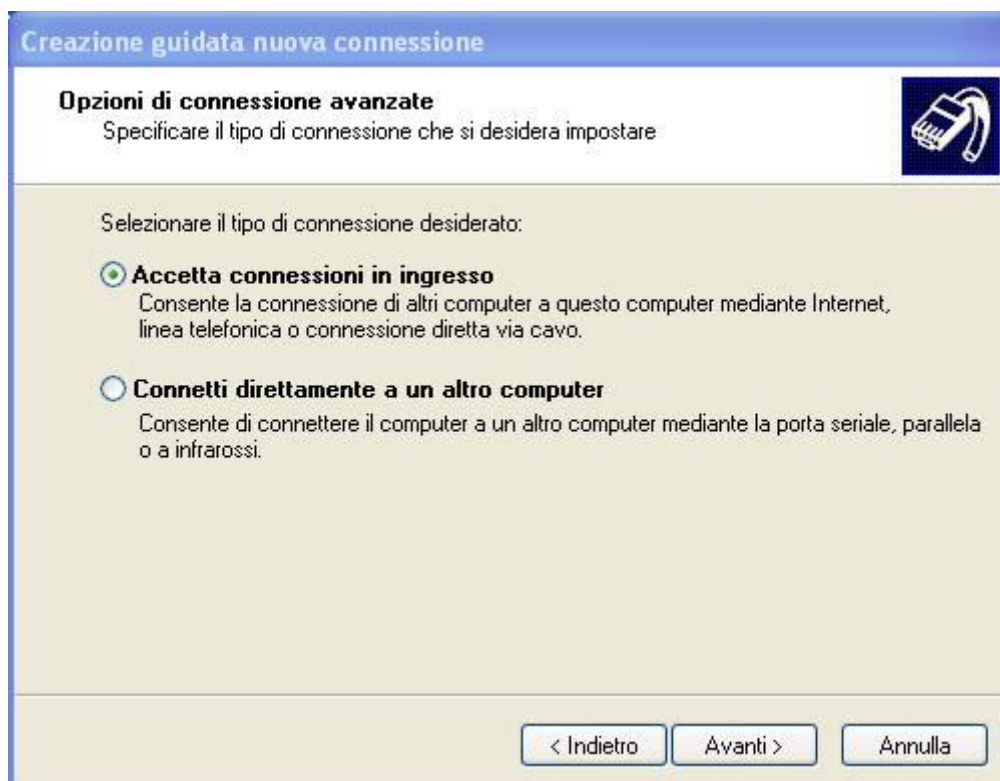 Creazione guidata nuova connessione
Opzioni di connessione avanzate
Specificare il tipo di connessione che si desidera impostare
Selezionare il tipo di connessione desiderato:
Accetta connessioni in ingresso
Consente la connessione di altri computer a questo computer mediante Internet,
linea telefonica o connessione diretta via cavo.
Connetti direttamente a un altro computer
Consente di connettere il computer a un altro computer mediante la porta seriale, parallela
o a infrarossi.
< Indietro
Avanti >
Annulla